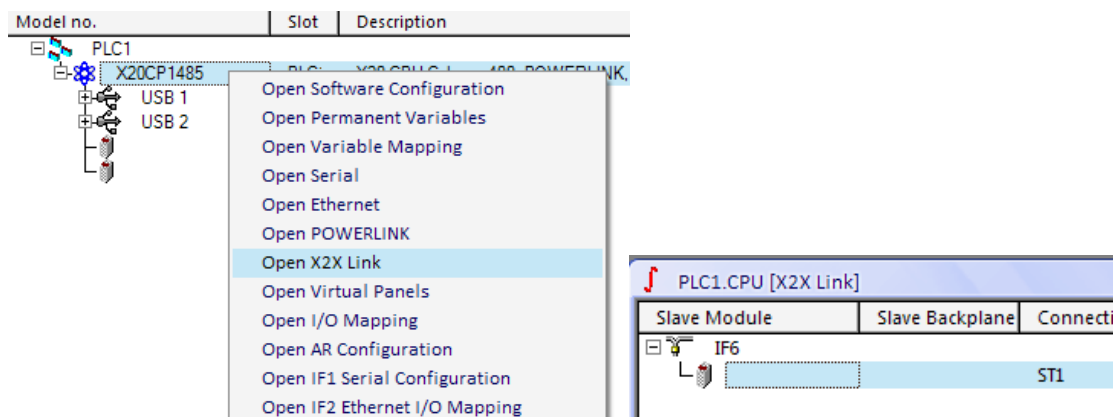 Model no. Slot Description
PLC1
X20CP1485
USB 1
USB 2
Open Software Configuration
Open Permanent Variables
Open Variable Mapping
Open Serial
Open Ethernet
Open POWERLINK
Open X2X Link
Open Virtual Panels
Open I/O Mapping
Open AR Configuration
Open IF1 Serial Configuration
Open IF2 Ethernet I/O Mapping
PLC1.CPU [X2X Link]
Slave Module Slave Backplane Connecti
IF6
ST1